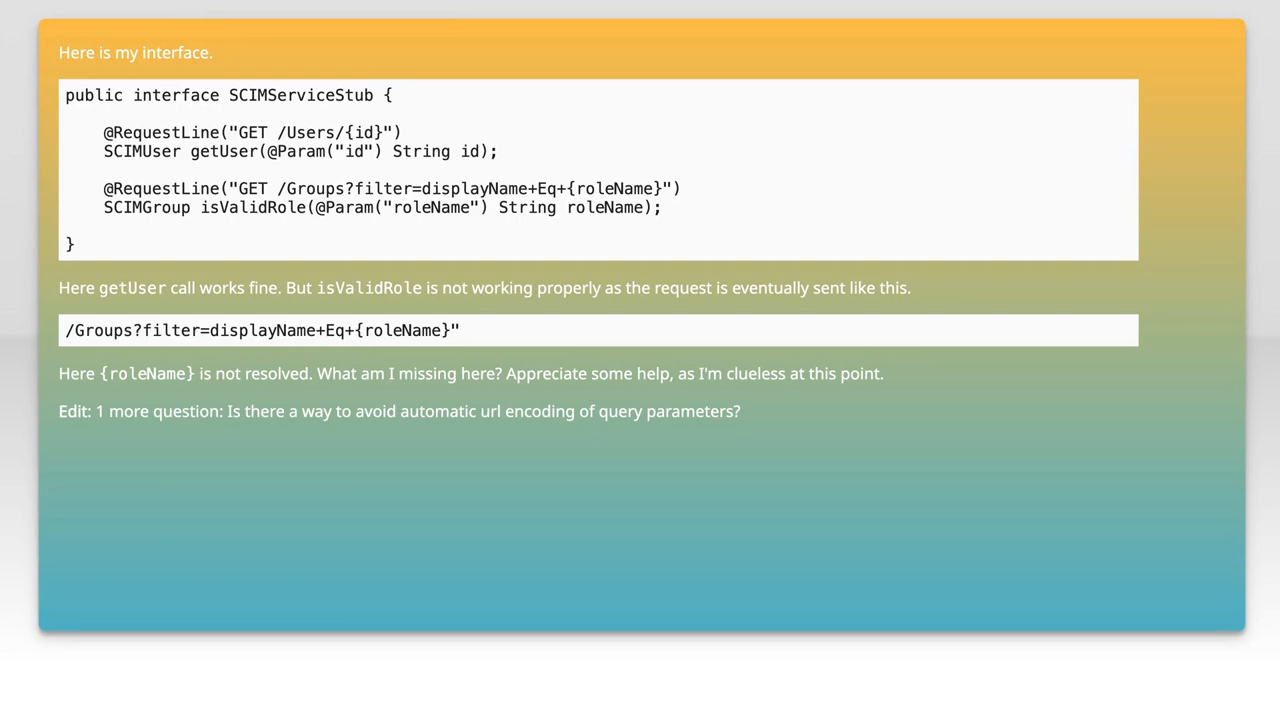 Here is my interface.
public interface SCIMServiceStub {
@RequestLine("GET /Users/{id}")
SCIMUser getUser(@Param("id") String id);
@RequestLine("GET /Groups?filter=displayName+Eq+{roleName}")
SCIMGroup isValidRole(@Param("roleName") String roleName);
}
Here getUser call works fine. But isValidRole is not working properly as the request is eventually sent like this.
/Groups?filter=displayName+Eq+{roleName}"
Here {roleName} is not resolved. What am I missing here? Appreciate some help, as I'm clueless at this point.
Edit: 1 more question: Is there a way to avoid automatic url encoding of query parameters?